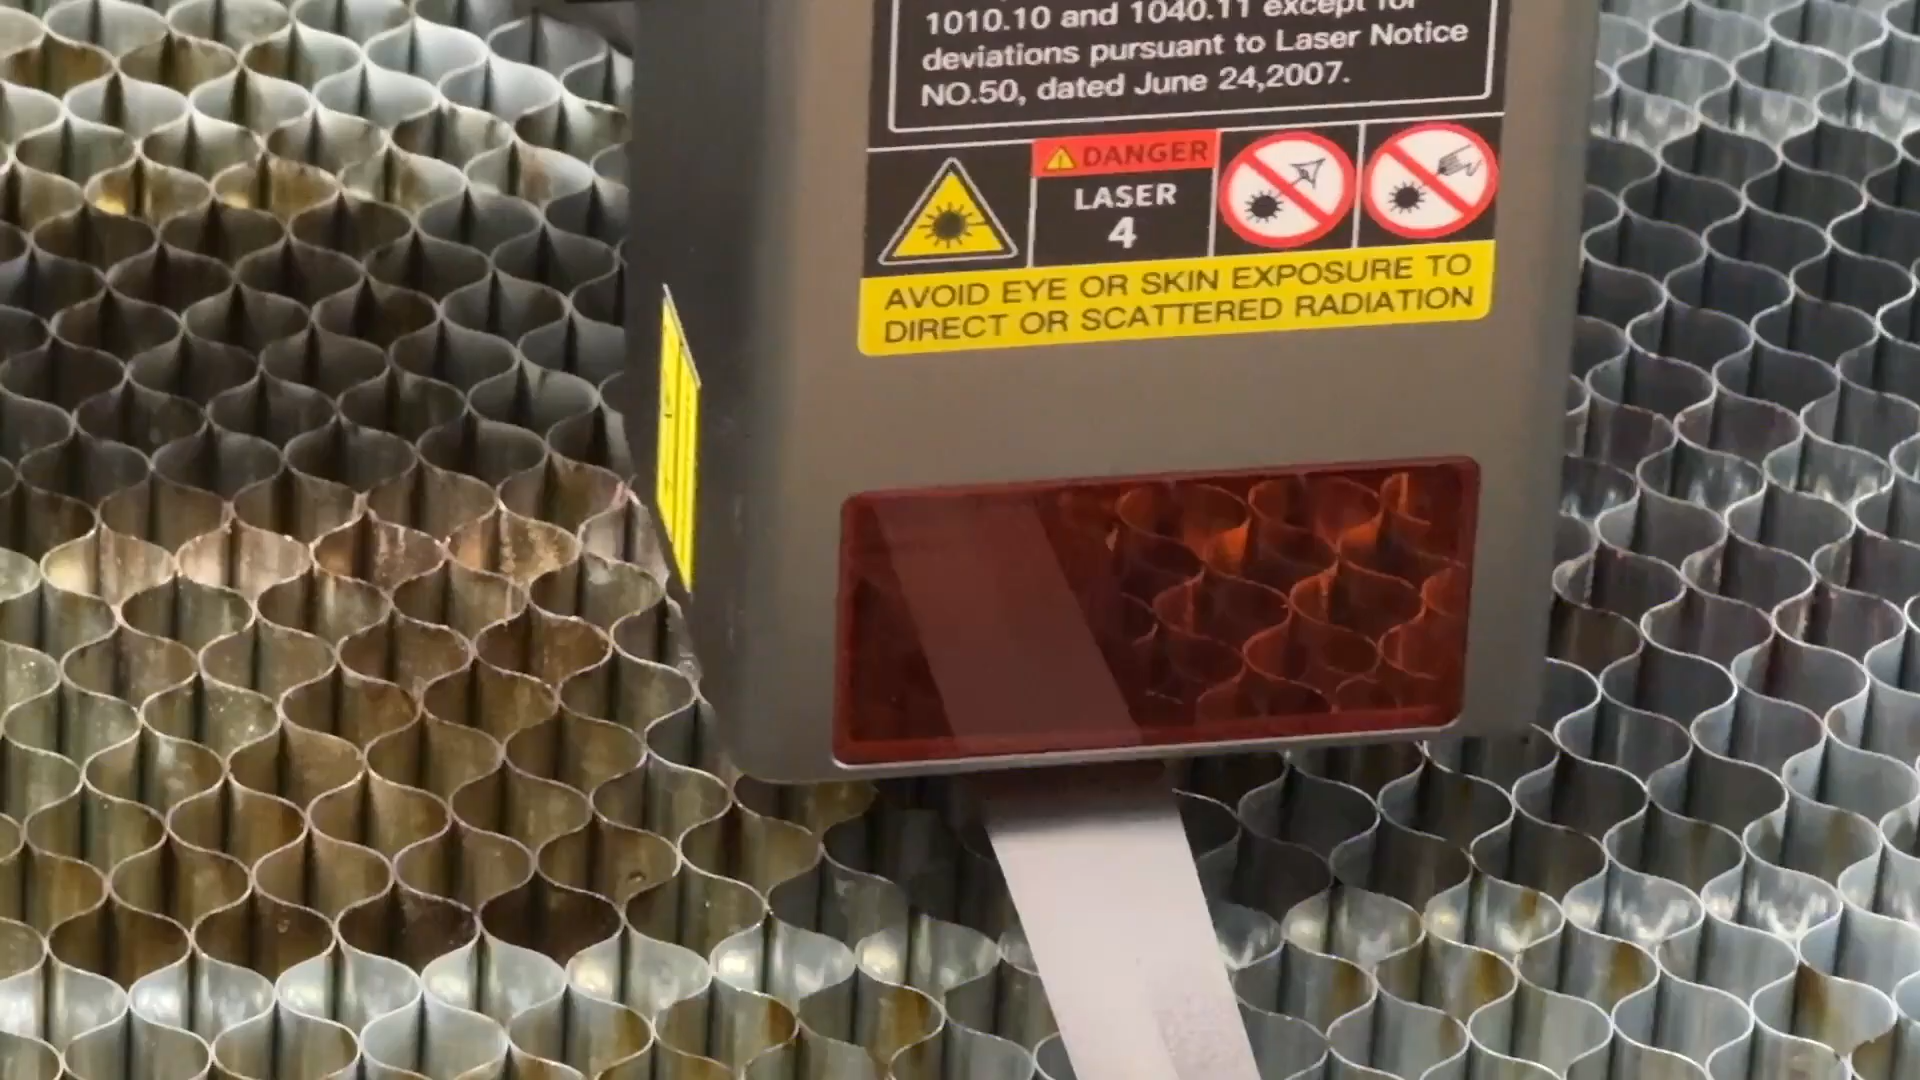 1010.10 and 1040.11 except for
deviations pursuant to Laser Notice
NO.50, dated June 24,2007.
DANGER
LASER
4
AVOID EYE OR SKIN EXPOSURE TO
DIRECT OR SCATTERED RADIATION